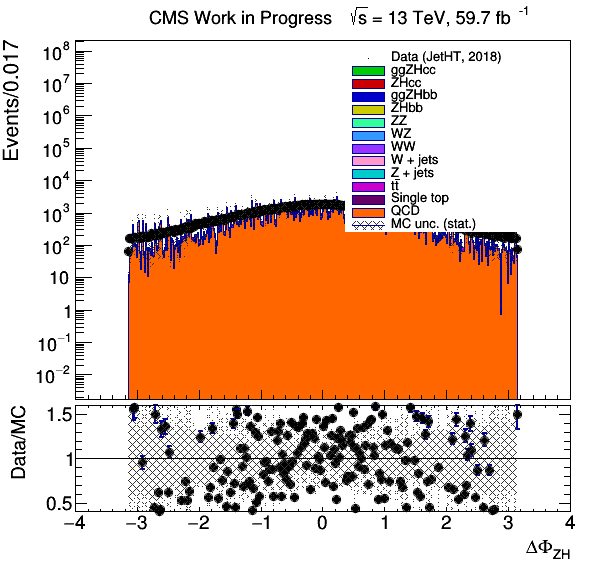 CMS Work in Progress √s = 13 TeV, 59.7 fb⁻¹
Events/0.017
10⁸
10⁷
10⁶
10⁵
10⁴
10³
10²
10
1
10⁻¹
10⁻²
Data (JetHT, 2018)
ggZHcc
ZHcc
ggZHbb
ZHbb
ZZ
WZ
WW
W + jets
Z + jets
tt̄
Single top
QCD
MC unc. (stat.)
Data/MC
1.5
1
0.5
−4 −3 −2 −1 0 1 2 3 4
ΔΦ_ZH